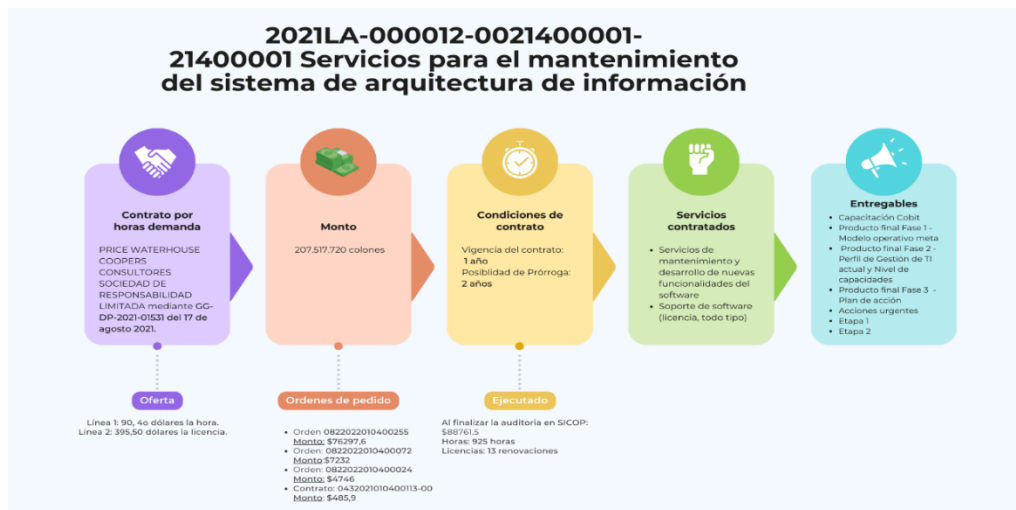 2021LA-000012-0021400001-
21400001 Servicios para el mantenimiento
del sistema de arquitectura de información
Contrato por
horas demanda
PRICE WATERHOUSE
COOPERS
CONSULTORES
SOCIEDAD DE
RESPONSABILIDAD
LIMITADA mediante GG-
DP-2021-01531 del 17 de
agosto 2021.
Oferta
Línea 1: 90, 4o dólares la hora.
Línea 2: 395,50 dólares la licencia.
Monto
207.517.720 colones
Ordenes de pedido
• Orden 0822022010400255
Monto: $76297,6
• Orden: 0822022010400072
Monto:$7232
• Orden: 0822022010400024
Monto: $4746
• Contrato: 0432021010400113-00
Monto: $485,9
Condiciones de
contrato
Vigencia del contrato:
1 año
Posiblidad de Prórroga:
2 años
Ejecutado
Al finalizar la auditoria en SICOP:
$88761.5
Horas: 925 horas
Licencias: 13 renovaciones
Servicios
contratados
• Servicios de
mantenimiento y
desarrollo de nuevas
funcionalidades del
software
• Soporte de software
(licencia, todo tipo)
Entregables
• Capacitación Cobit
• Producto final Fase 1 -
Modelo operativo meta
• Producto final Fase 2 -
Perfil de Gestión de TI
actual y Nivel de
capacidades
• Producto final Fase 3 -
Plan de acción
• Acciones urgentes
• Etapa 1
• Etapa 2